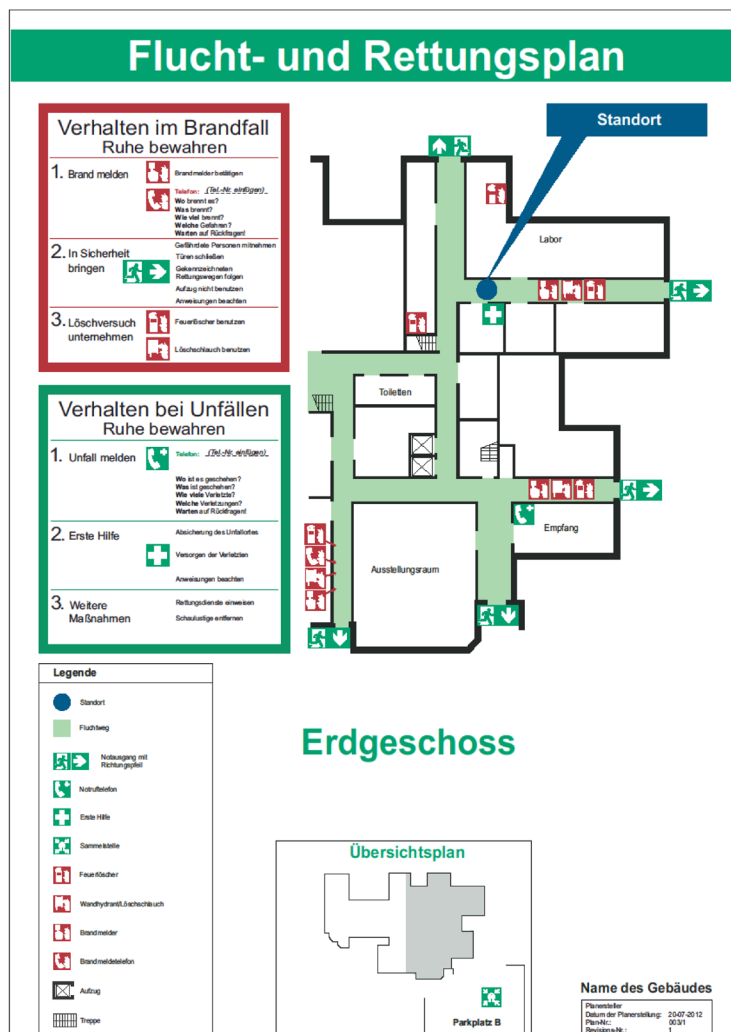 Flucht- und Rettungsplan
Verhalten im Brandfall
Ruhe bewahren
1. Brand melden
Brandmelder betätigen
Telefon: (Tel.-Nr. einfügen)
Wo brennt es?
Was brennt?
Wie viel brennt?
Welche Gefahren?
Warten auf Rückfragen!
2. In Sicherheit
bringen
Gefährdete Personen mitnehmen
Türen schließen
Gekennzeichneten
Rettungswegen folgen
Aufzug nicht benutzen
Anweisungen beachten
3. Löschversuch
unternehmen
Feuerlöscher benutzen
Löschschlauch benutzen
Verhalten bei Unfällen
Ruhe bewahren
1. Unfall melden
Telefon: (Tel.-Nr. einfügen)
Wo ist es geschehen?
Was ist geschehen?
Wie viele Verletzte?
Welche Verletzungen?
Warten auf Rückfragen!
2. Erste Hilfe
Absicherung des Unfallortes
Versorgen der Verletzten
Anweisungen beachten
3. Weitere
Maßnahmen
Rettungsdienste einweisen
Schaulustige entfernen
Standort
Labor
Toiletten
Empfang
Ausstellungsraum
Legende
Standort
Fluchtweg
Notausgang mit
Richtungspfeil
Notruftelefon
Erste Hilfe
Sammelstelle
Feuerlöscher
Wandhydrant/Löschschlauch
Brandmelder
Brandmeldetelefon
Aufzug
Treppe
Erdgeschoss
Übersichtsplan
Parkplatz B
Name des Gebäudes
Planersteller
Datum der Planerstellung: 20-07-2012
Plan-Nr.: 003/1
Revisions-Nr.: 1